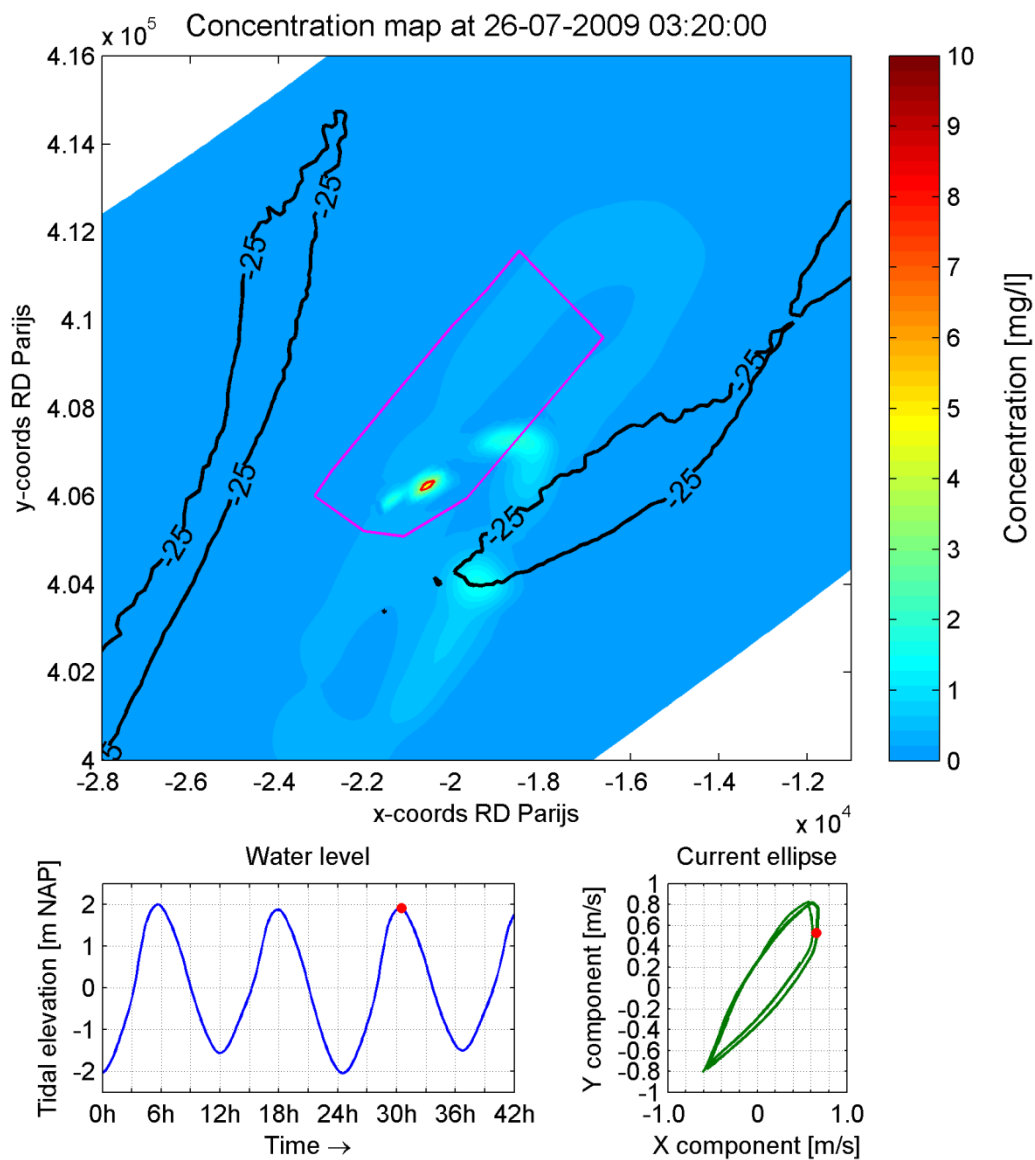 x 10^5
Concentration map at 26-07-2009 03:20:00
4.16
4.14
4.12
4.1
4.08
4.06
4.04
4.02
4
y-coords RD Parijs
-25
-25
-25
-25
-25
-25
-25
5
-2.8
-2.6
-2.4
-2.2
-2
-1.8
-1.6
-1.4
-1.2
x-coords RD Parijs
x 10^4
10
9
8
7
6
5
4
3
2
1
0
Concentration [mg/l]
Water level
2
1
0
-1
-2
Tidal elevation [m NAP]
0h
6h
12h
18h
24h
30h
36h
42h
Time →
Current ellipse
1
0.8
0.6
0.4
0.2
0
-0.2
-0.4
-0.6
-0.8
-1
Y component [m/s]
-1.0
0
1.0
X component [m/s]